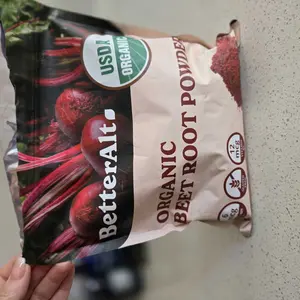 USDA
ORGANIC
BetterAlt
ORGANIC
BEET ROOT POWDER